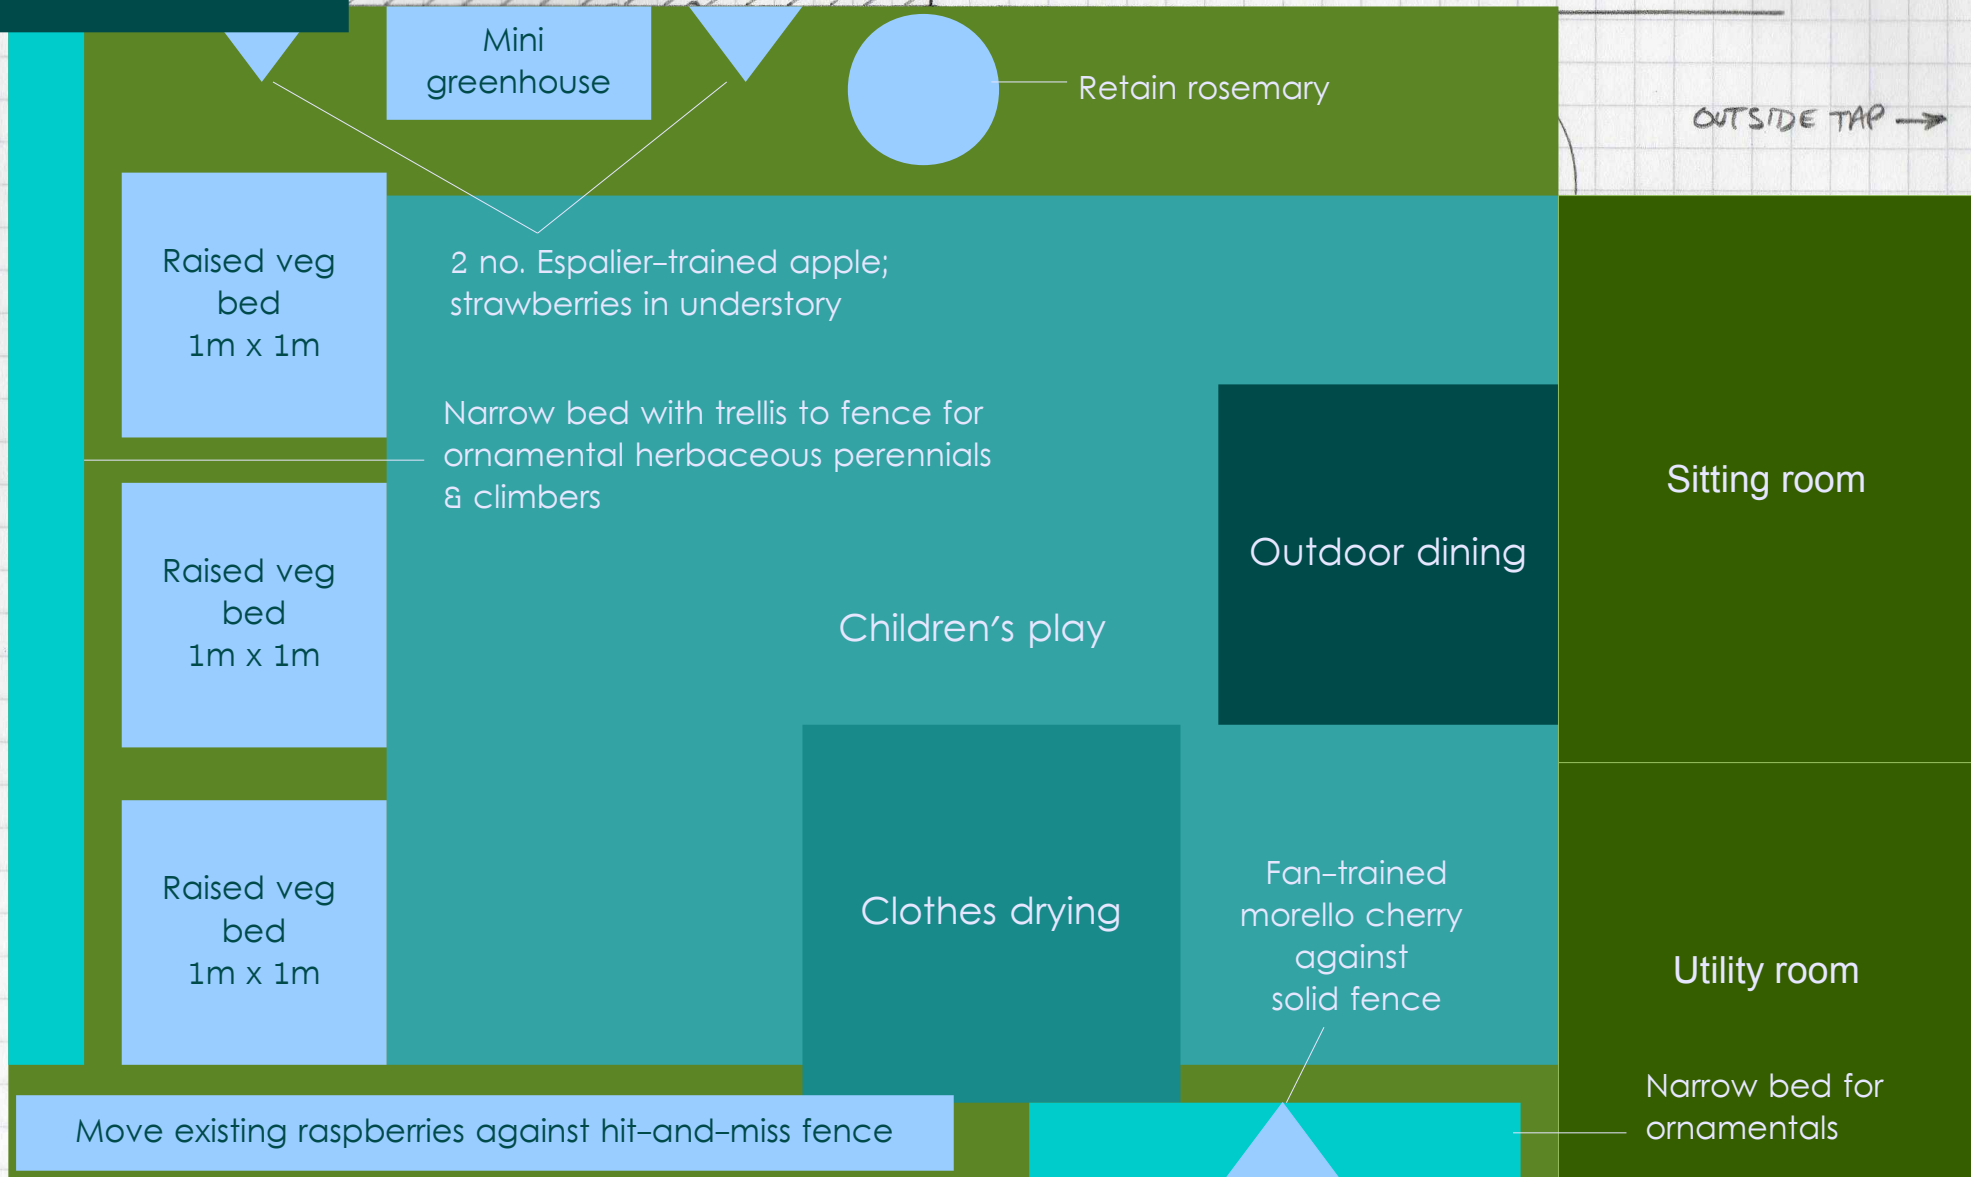 Mini
greenhouse
Retain rosemary
OUTSIDE TAP →
Raised veg
bed
1m x 1m
2 no. Espalier-trained apple;
strawberries in understory
Narrow bed with trellis to fence for
ornamental herbaceous perennials
& climbers
Sitting room
Outdoor dining
Raised veg
bed
1m x 1m
Children's play
Raised veg
bed
1m x 1m
Clothes drying
Fan-trained
morello cherry
against
solid fence
Utility room
Narrow bed for
ornamentals
Move existing raspberries against hit-and-miss fence